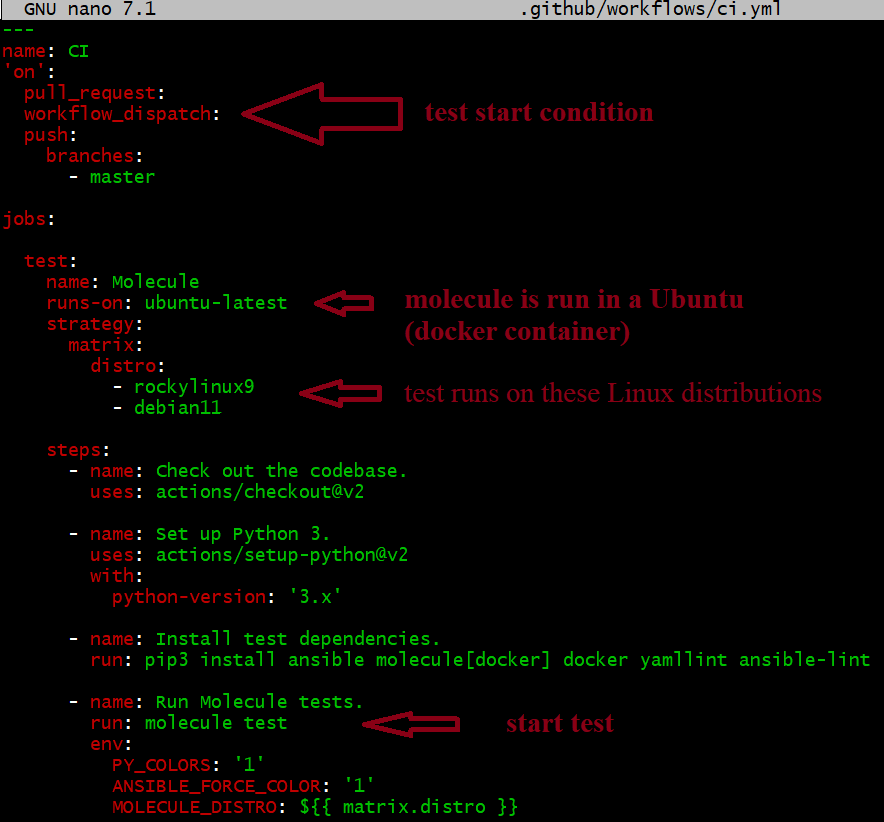 GNU nano 7.1 .github/workflows/ci.yml
---
name: CI
'on':
  pull_request:
  workflow_dispatch: test start condition
  push:
    branches:
      - master

jobs:

  test:
    name: Molecule
    runs-on: ubuntu-latest molecule is run in a Ubuntu
(docker container)
    strategy:
      matrix:
        distro:
          - rockylinux9 test runs on these Linux distributions
          - debian11

    steps:
      - name: Check out the codebase.
        uses: actions/checkout@v2

      - name: Set up Python 3.
        uses: actions/setup-python@v2
        with:
          python-version: '3.x'

      - name: Install test dependencies.
        run: pip3 install ansible molecule[docker] docker yamllint ansible-lint

      - name: Run Molecule tests.
        run: molecule test start test
        env:
          PY_COLORS: '1'
          ANSIBLE_FORCE_COLOR: '1'
          MOLECULE_DISTRO: ${{ matrix.distro }}